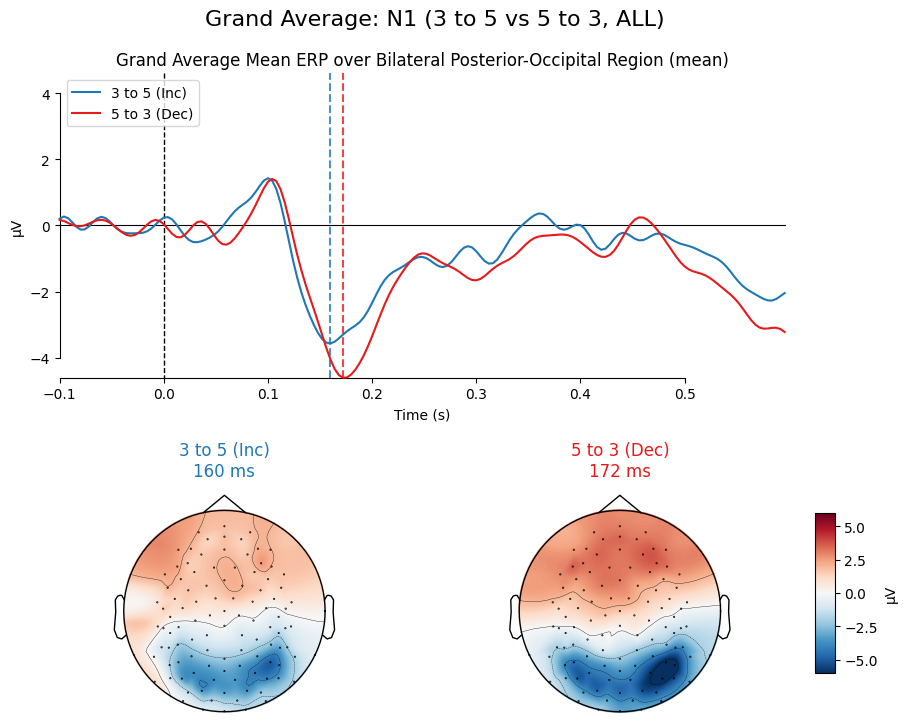 Grand Average: N1 (3 to 5 vs 5 to 3, ALL)
Grand Average Mean ERP over Bilateral Posterior-Occipital Region (mean)
4
2
0
−2
−4
µV
3 to 5 (Inc)
5 to 3 (Dec)
−0.1
0.0
0.1
0.2
0.3
0.4
0.5
Time (s)
3 to 5 (Inc)
160 ms
5 to 3 (Dec)
172 ms
5.0
2.5
0.0
−2.5
−5.0
µV